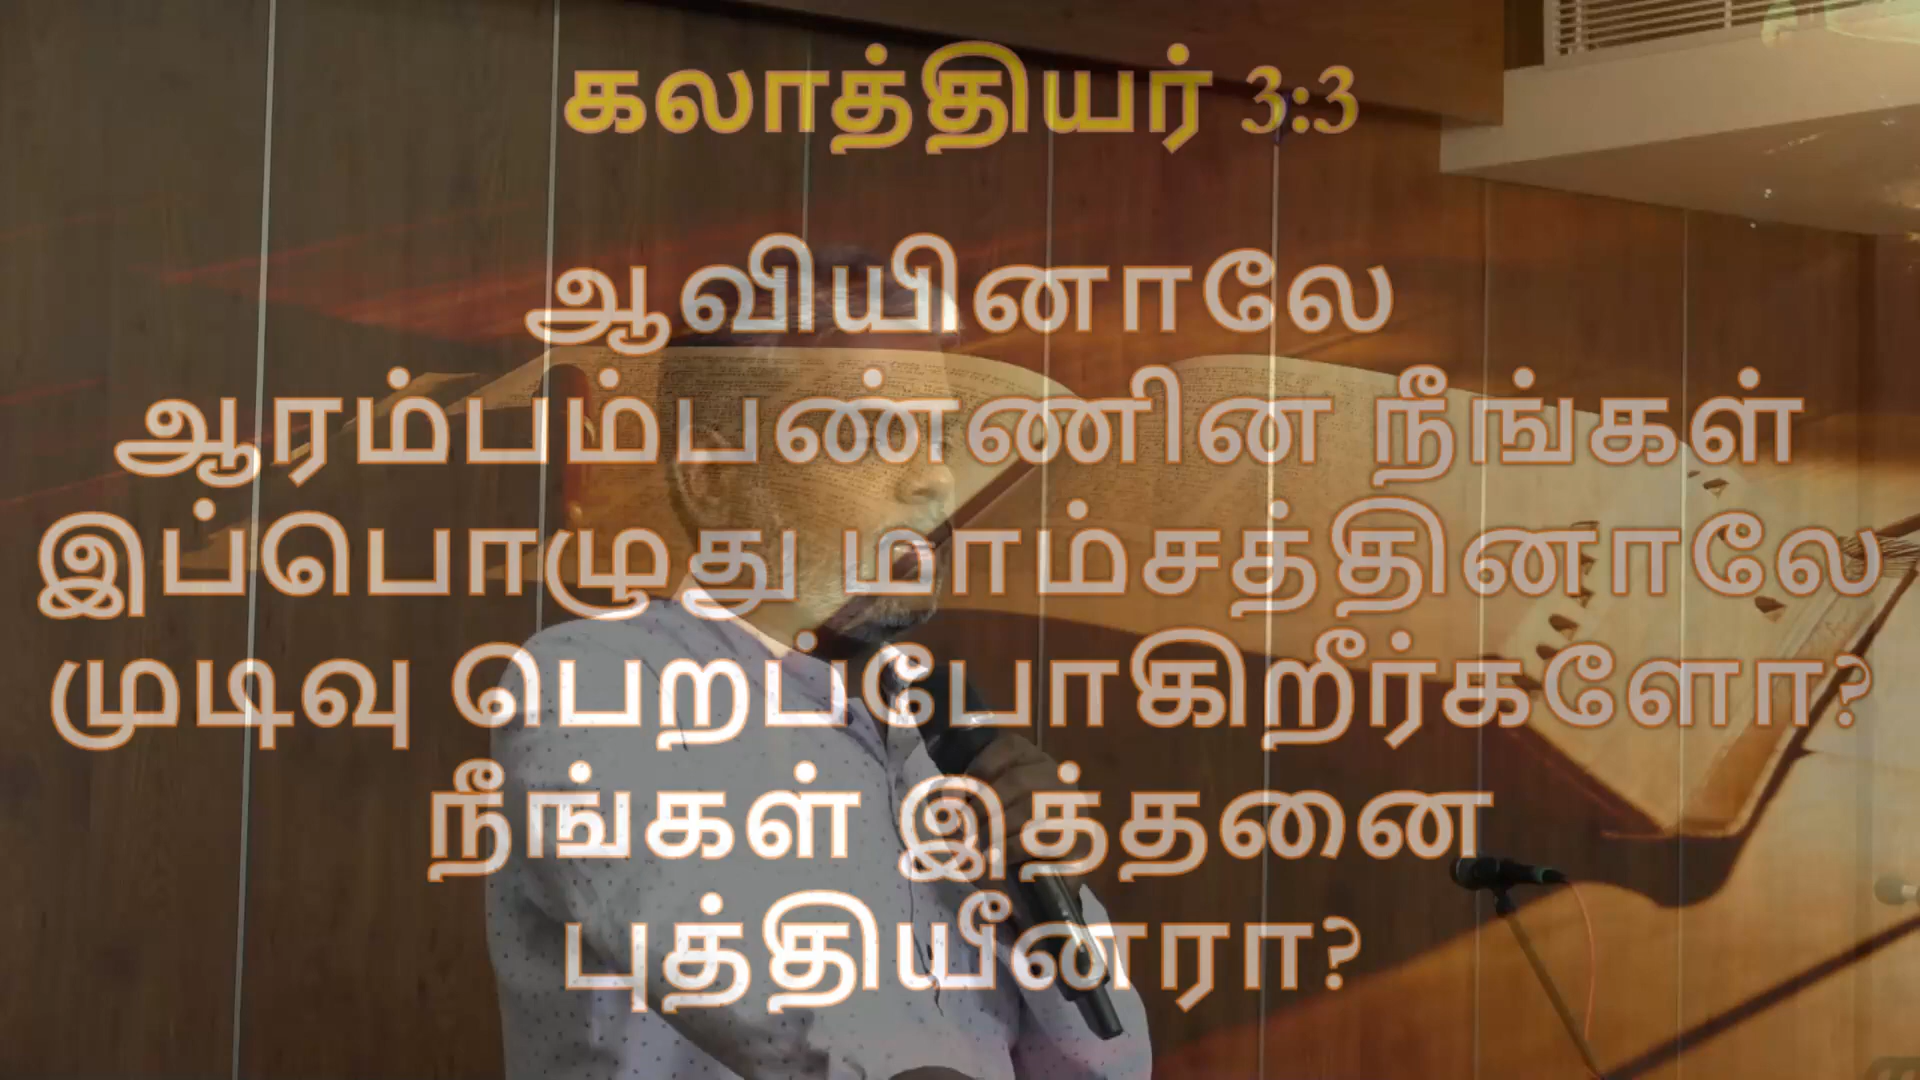 கலாத்தியர் 3:3
ஆவியினாலே
ஆரம்பம்பண்ணின நீங்கள்
இப்பொழுது மாம்சத்தினாலே
முடிவு பெறப்போகிறீர்களோ?
நீங்கள் இத்தனை
புத்தியீனரா?